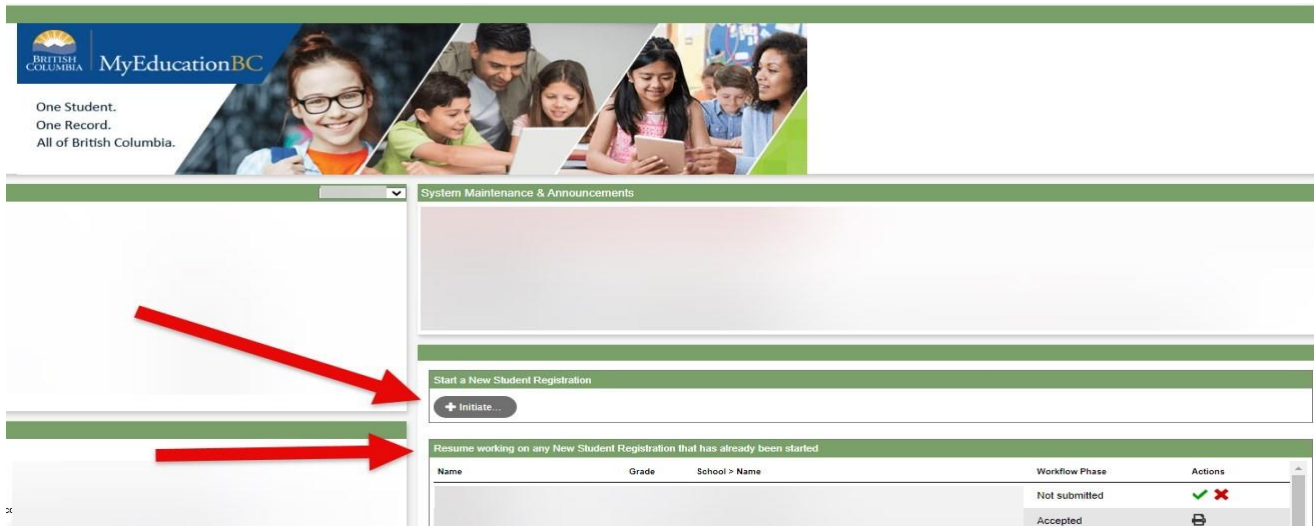 BRITISH
COLUMBIA
MyEducationBC
One Student.
One Record.
All of British Columbia.
System Maintenance & Announcements
Start a New Student Registration
+ Initiate...
Resume working on any New Student Registration that has already been started
Name Grade School > Name Workflow Phase Actions
Not submitted
Accepted